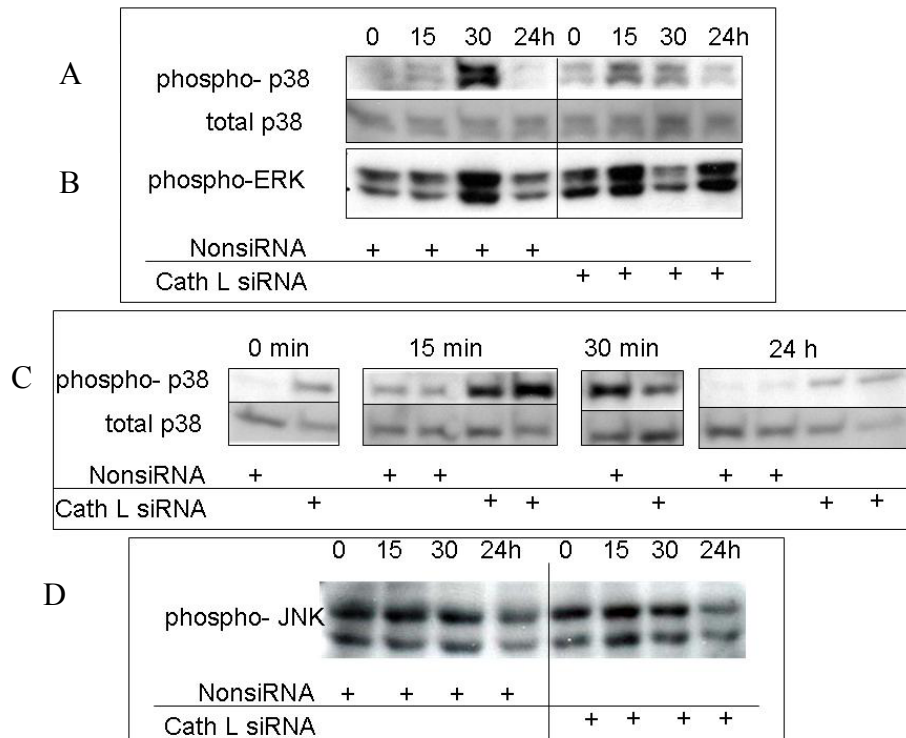 0 15 30 24h 0 15 30 24h
A
phospho- p38
total p38
B
phospho-ERK
NonsiRNA + + + +
Cath L siRNA + + + +
0 min 15 min 30 min 24 h
C
phospho- p38
total p38
NonsiRNA + + + + + +
Cath L siRNA + + + + + +
0 15 30 24h 0 15 30 24h
D
phospho- JNK
NonsiRNA + + + +
Cath L siRNA + + + +